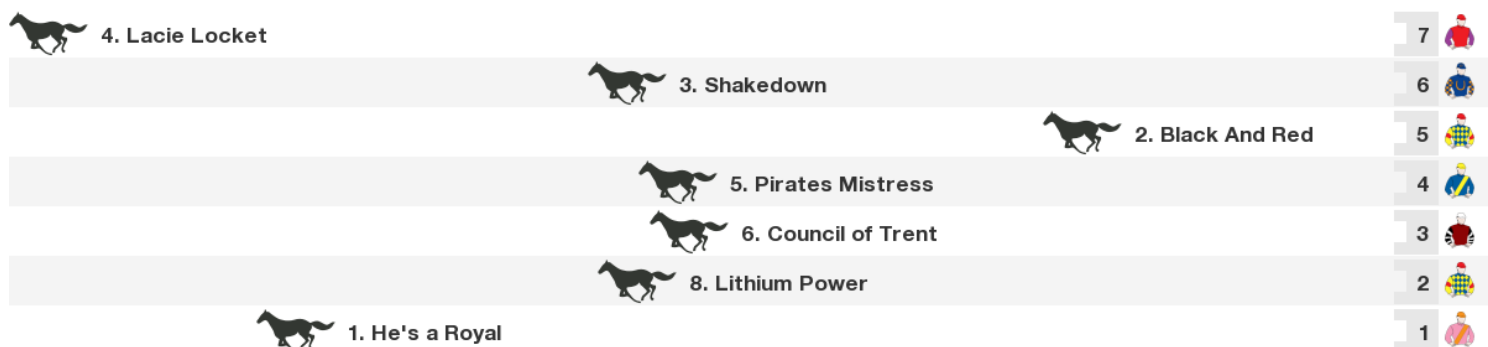 4. Lacie Locket 7
3. Shakedown 6
2. Black And Red 5
5. Pirates Mistress 4
6. Council of Trent 3
8. Lithium Power 2
1. He's a Royal 1